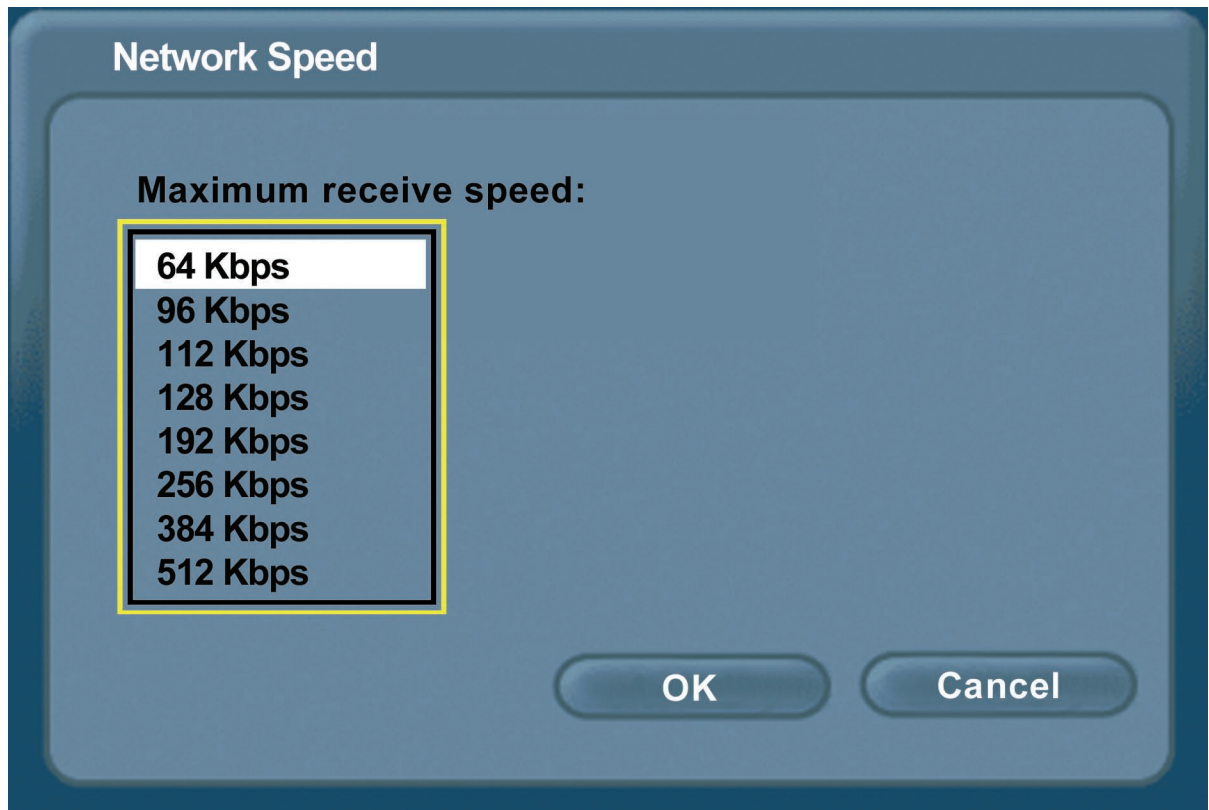 Network Speed
Maximum receive speed:
64 Kbps
96 Kbps
112 Kbps
128 Kbps
192 Kbps
256 Kbps
384 Kbps
512 Kbps
OK Cancel